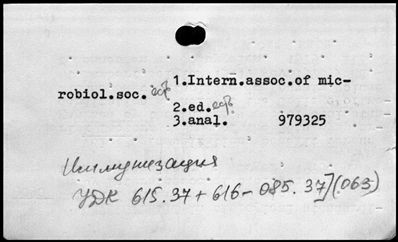 1.Intern.assoc.of mic-
robiol.soc.
2.ed.
3.anal. 979325
Иммунизация
УДК 615.37+616-085.37](063)